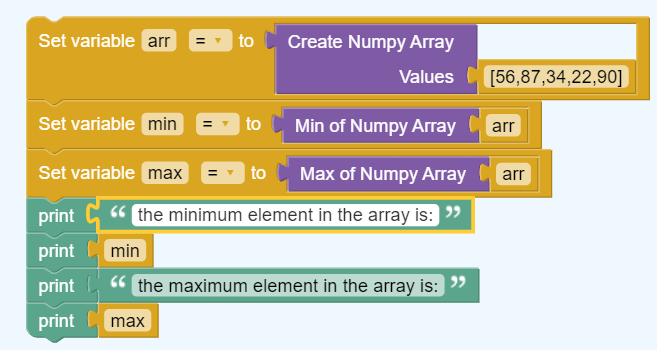 Set variable arr = to Create Numpy Array
Values [56,87,34,22,90]
Set variable min = to Min of Numpy Array arr
Set variable max = to Max of Numpy Array arr
print “ the minimum element in the array is: ”
print min
print “ the maximum element in the array is: ”
print max